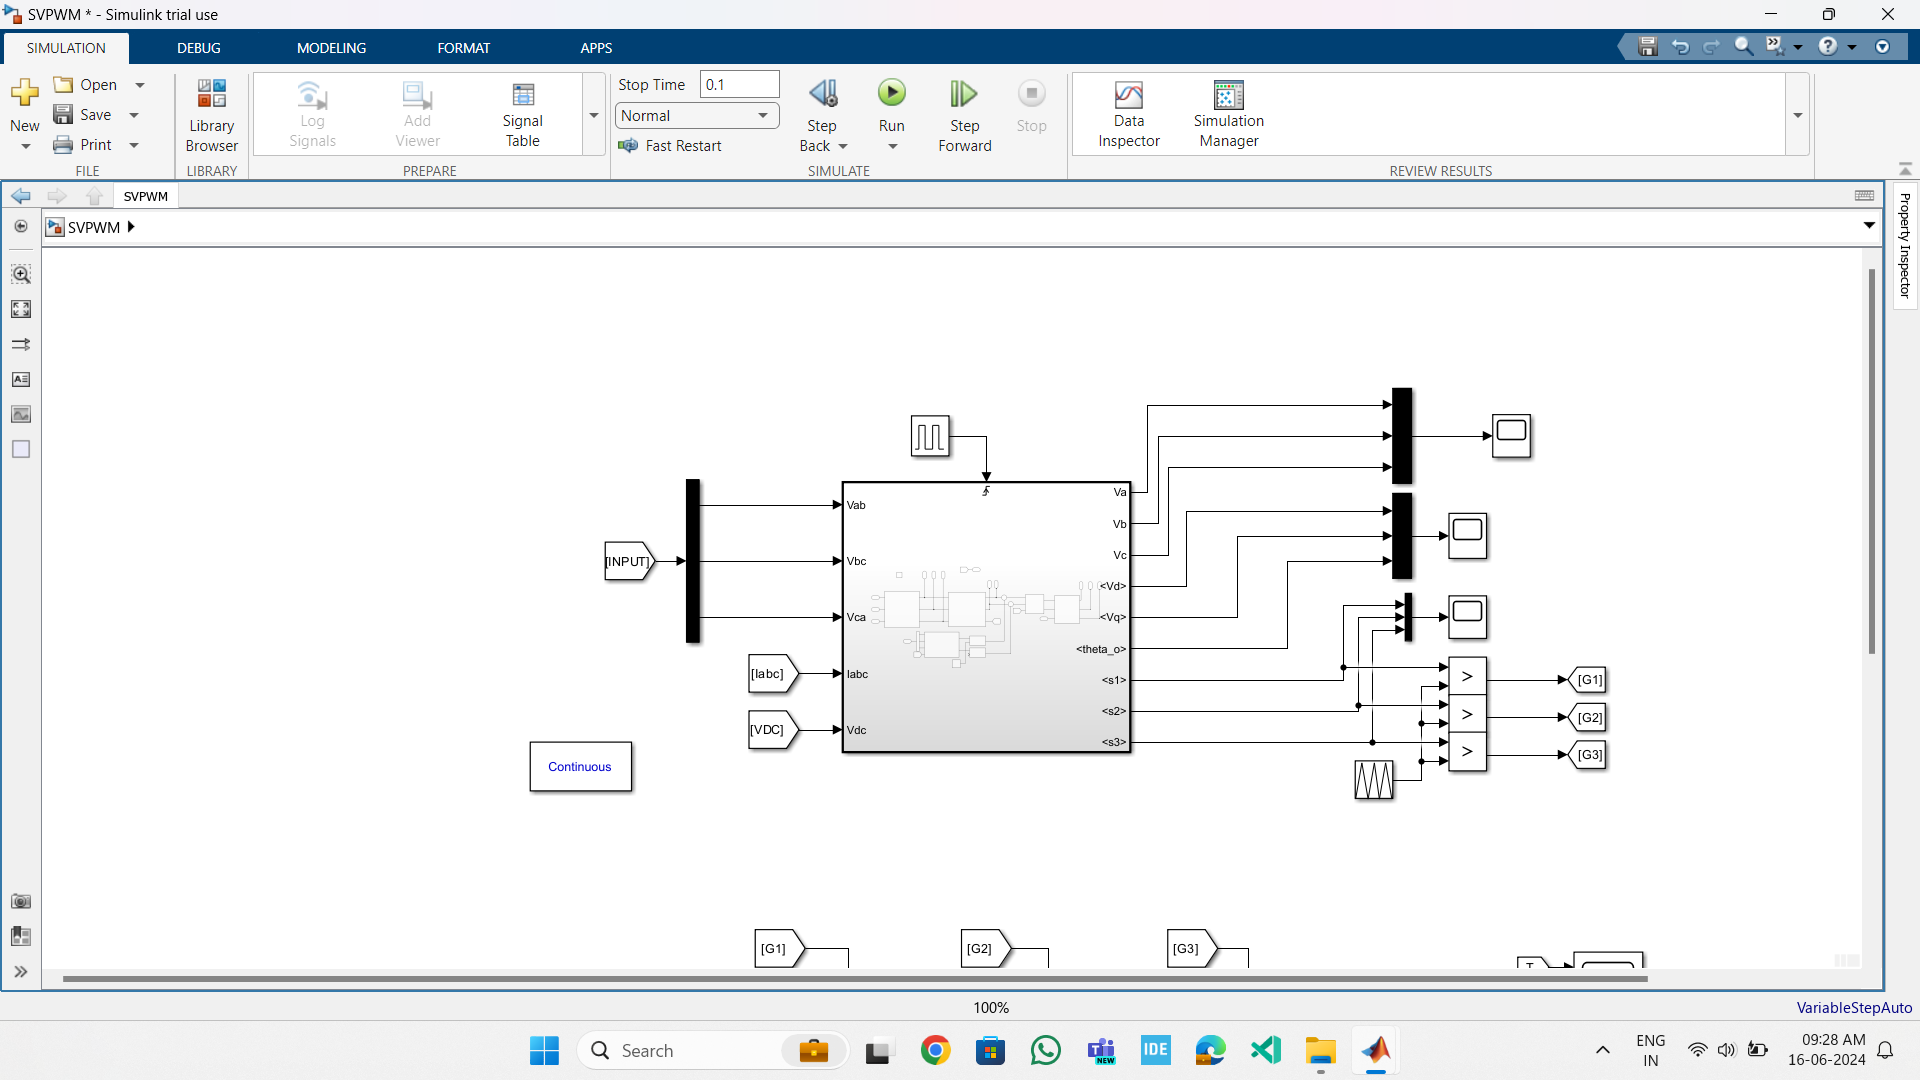 SVPWM * - Simulink trial use
SIMULATION DEBUG MODELING FORMAT APPS
New
Open
Save
Print
FILE
Library
Browser
LIBRARY
Log
Signals
Add
Viewer
Signal
Table
PREPARE
Stop Time 0.1
Normal
Fast Restart
Step
Back
Run
Step
Forward
Stop
SIMULATE
Data
Inspector
Simulation
Manager
REVIEW RESULTS
SVPWM
SVPWM
Property Inspector
[INPUT]
[Iabc]
[VDC]
Continuous
Vab
Vbc
Vca
Iabc
Vdc
Va
Vb
Vc
<Vd>
<Vq>
<theta_o>
<s1>
<s2>
<s3>
>
>
>
[G1]
[G2]
[G3]
[G1] [G2] [G3]
T
100%
VariableStepAuto
Search
NEW
IDE
ENG
IN
09:28 AM
16-06-2024